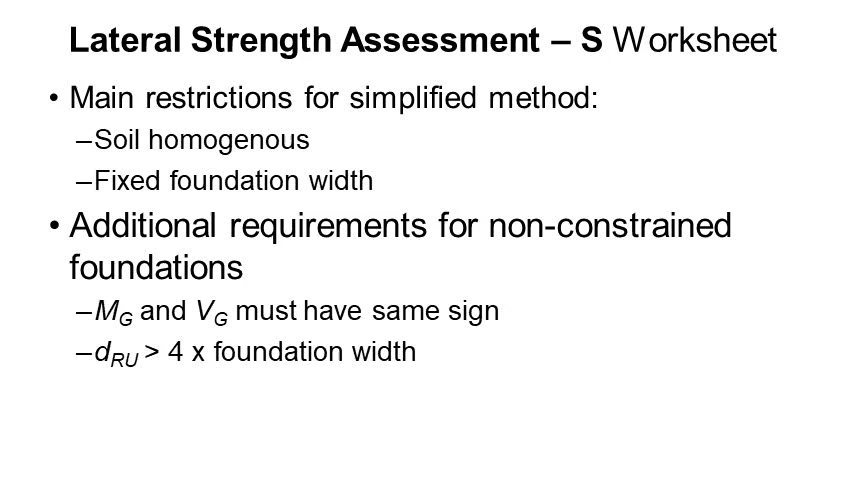 Lateral Strength Assessment – S Worksheet
• Main restrictions for simplified method:
–Soil homogenous
–Fixed foundation width
• Additional requirements for non-constrained
foundations
–MG and VG must have same sign
–dRU > 4 x foundation width